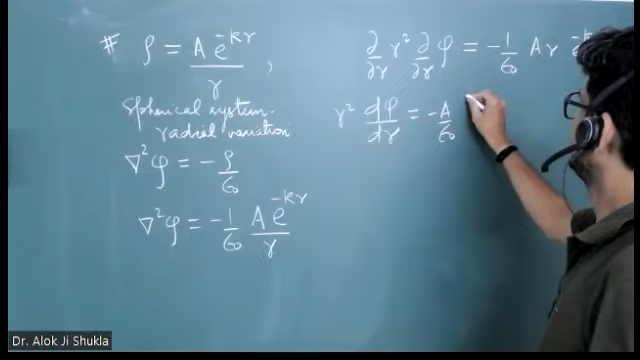 # ρ = A e^{-kr} / r ,
spherical system.
radial variation
∇²φ = - ρ/ϵ₀
∇²φ = - 1/ϵ₀ A e^{-kr} / r
∂/∂r r² ∂/∂r φ = - 1/ϵ₀ A r e^{-k
r² dφ/dr = - A/ϵ₀
Dr. Alok Ji Shukla